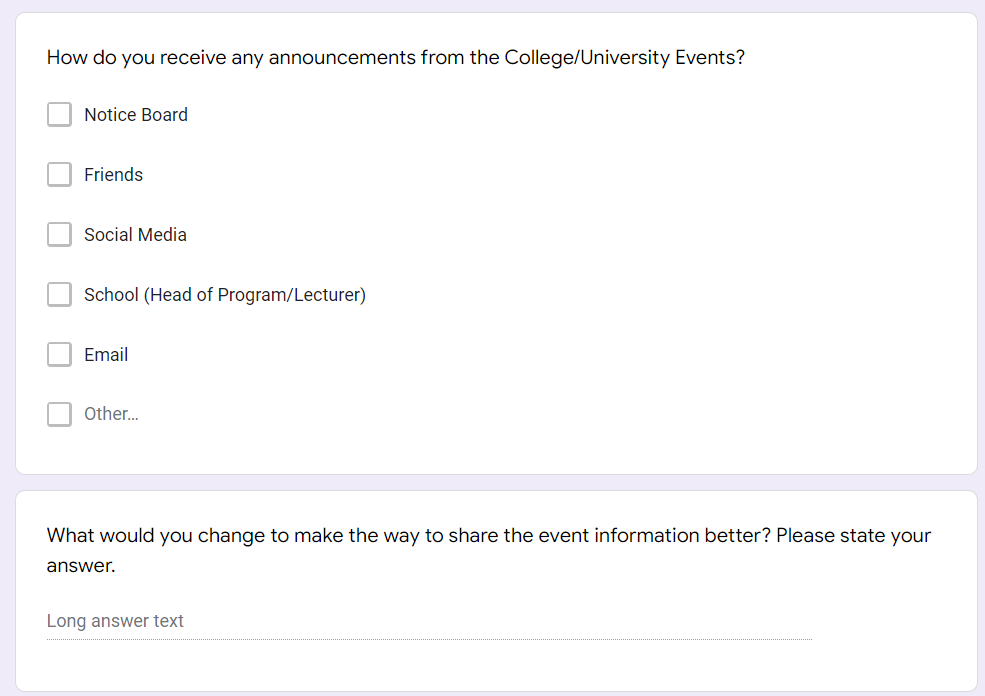 How do you receive any announcements from the College/University Events?
Notice Board
Friends
Social Media
School (Head of Program/Lecturer)
Email
Other...
What would you change to make the way to share the event information better? Please state your
answer.
Long answer text